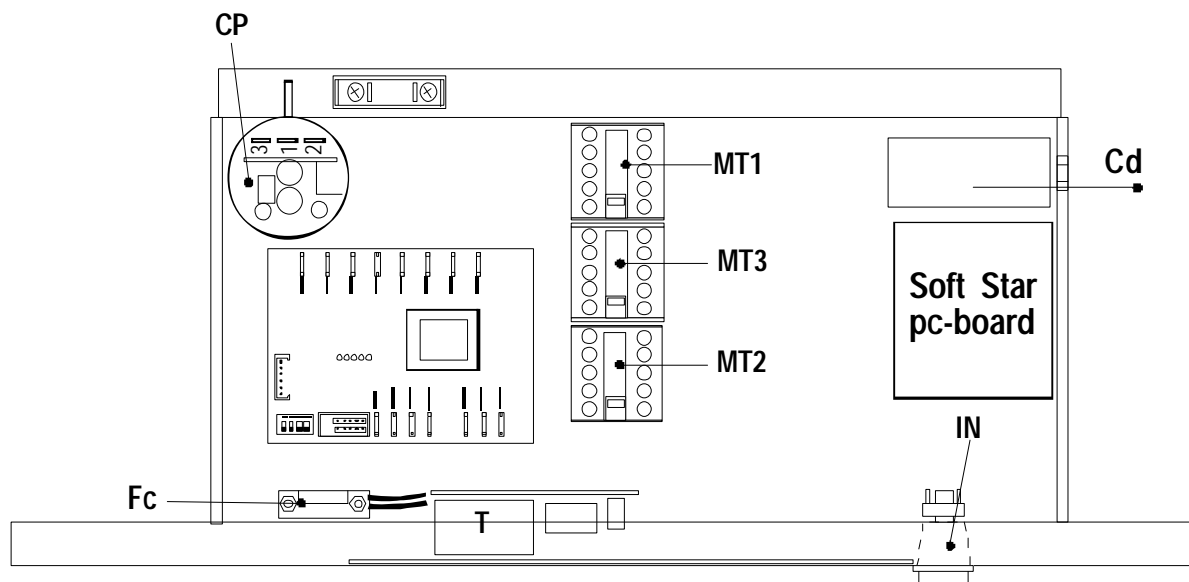 CP
3 1 2
MT1
Cd
MT3
Soft Star
pc-board
MT2
IN
Fc
T